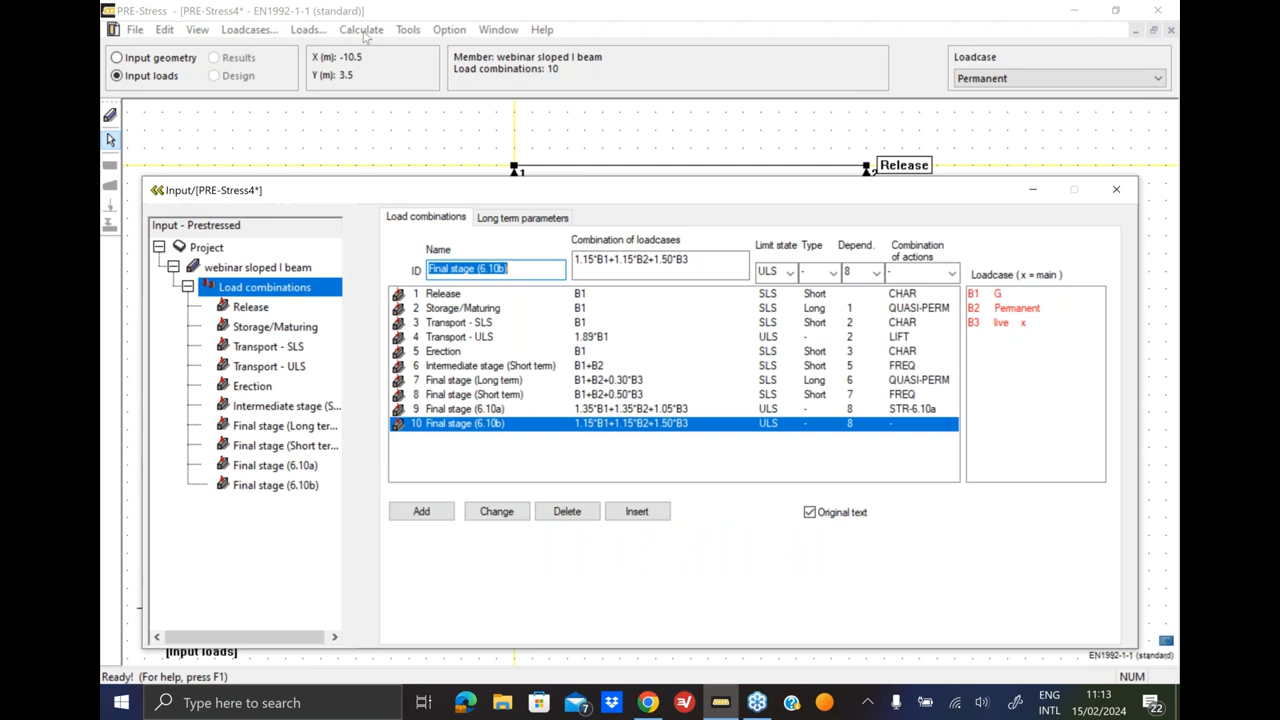 PRE-Stress - [PRE-Stress4* - EN1992-1-1 (standard)]
File Edit View Loadcases... Loads... Calculate Tools Option Window Help
Input geometry Results
Input loads Design
X (m): -10.5
Y (m): 3.5
Member: webinar sloped I beam
Load combinations: 10
Loadcase
Permanent
Release
1 2
Input/[PRE-Stress4*]
Input - Prestressed
Project
webinar sloped I beam
Load combinations
Release
Storage/Maturing
Transport - SLS
Transport - ULS
Erection
Intermediate stage (S...
Final stage (Long ter...
Final stage (Short ter...
Final stage (6.10a)
Final stage (6.10b)
Load combinations Long term parameters
Name Combination of loadcases Limit state Type Depend. Combination of actions
ID Final stage (6.10b) 1.15*B1+1.15*B2+1.50*B3 ULS - 8 -
Loadcase ( x = main )
1 Release B1 SLS Short CHAR
2 Storage/Maturing B1 SLS Long 1 QUASI-PERM
3 Transport - SLS B1 SLS Short 2 CHAR
4 Transport - ULS 1.89*B1 ULS - 2 LIFT
5 Erection B1 SLS Short 3 CHAR
6 Intermediate stage (Short term) B1+B2 SLS Short 5 FREQ
7 Final stage (Long term) B1+B2+0.30*B3 SLS Long 6 QUASI-PERM
8 Final stage (Short term) B1+B2+0.50*B3 SLS Short 7 FREQ
9 Final stage (6.10a) 1.35*B1+1.35*B2+1.05*B3 ULS - 8 STR-6.10a
10 Final stage (6.10b) 1.15*B1+1.15*B2+1.50*B3 ULS - 8 -
B1 G
B2 Permanent
B3 live x
Add Change Delete Insert Original text
[Input loads]
EN1992-1-1 (standard)
Ready! (For help, press F1) NUM
Type here to search
7
ENG
INTL
11:13
15/02/2024
22